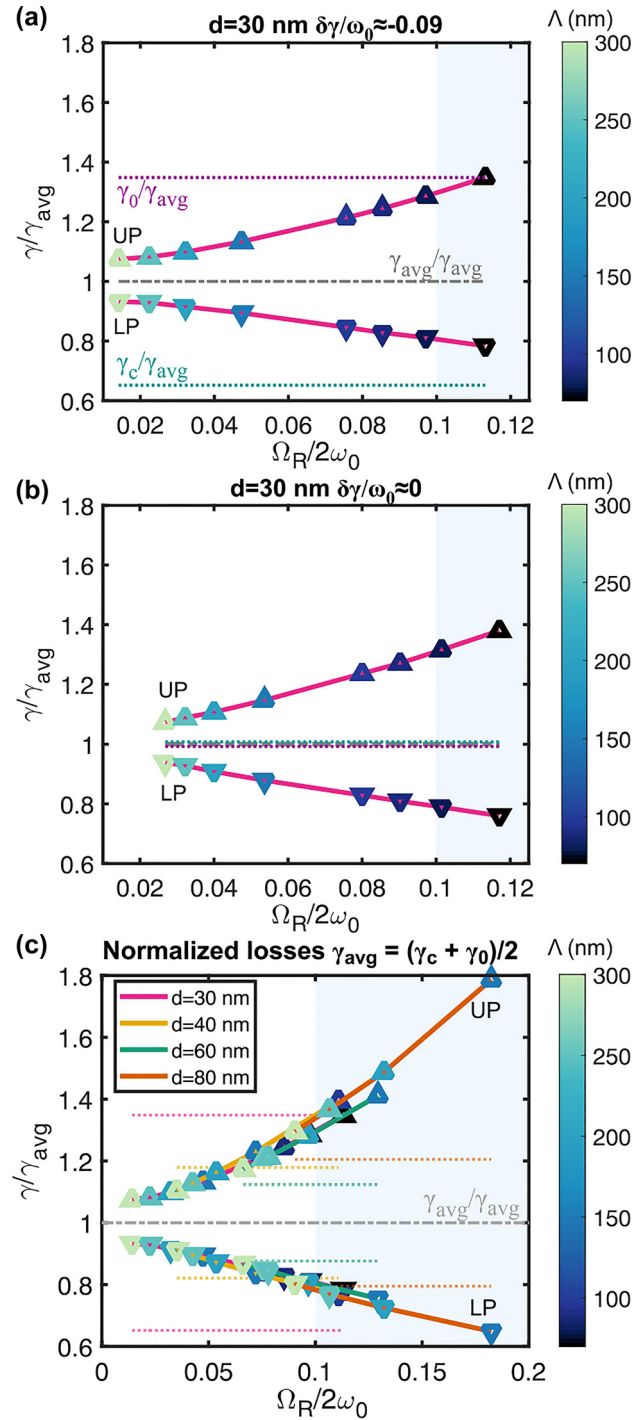 (a)
d=30 nm δγ/ω₀≈-0.09
Λ (nm)
1.8
1.6
1.4
1.2
1
0.8
0.6
γ/γavg
γ₀/γavg
UP
γavg/γavg
LP
γc/γavg
0.02 0.04 0.06 0.08 0.1 0.12
Ω_R/2ω₀
300
250
200
150
100
(b)
d=30 nm δγ/ω₀≈0
Λ (nm)
1.8
1.6
1.4
1.2
1
0.8
0.6
γ/γavg
UP
LP
0.02 0.04 0.06 0.08 0.1 0.12
Ω_R/2ω₀
300
250
200
150
100
(c)
Normalized losses γavg = (γc + γ₀)/2
Λ (nm)
1.8
1.6
1.4
1.2
1
0.8
0.6
γ/γavg
d=30 nm
d=40 nm
d=60 nm
d=80 nm
UP
γavg/γavg
LP
0 0.05 0.1 0.15 0.2
Ω_R/2ω₀
300
250
200
150
100